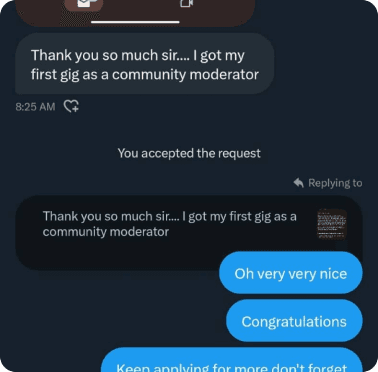 Thank you so much sir.... I got my
first gig as a community moderator
8:25 AM
You accepted the request
Replying to
Thank you so much sir.... I got my first gig as a
community moderator
Oh very very nice
Congratulations
Keep applying for more don't forget